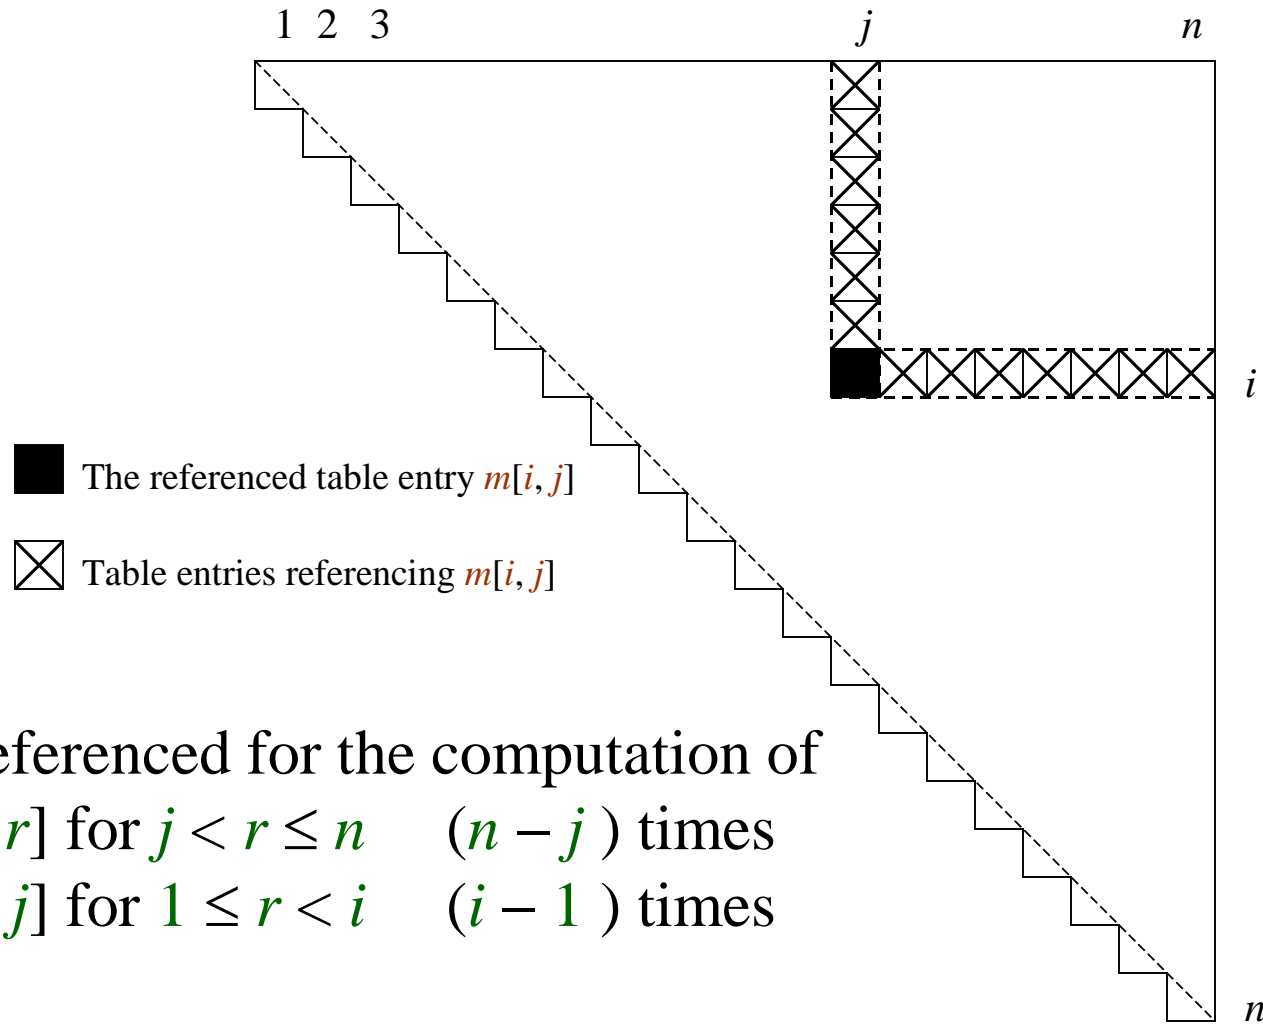 1 2 3 j n
i
The referenced table entry m[i, j]
Table entries referencing m[i, j]
eferenced for the computation of
r] for j < r ≤ n (n − j ) times
j] for 1 ≤ r < i (i − 1 ) times
n